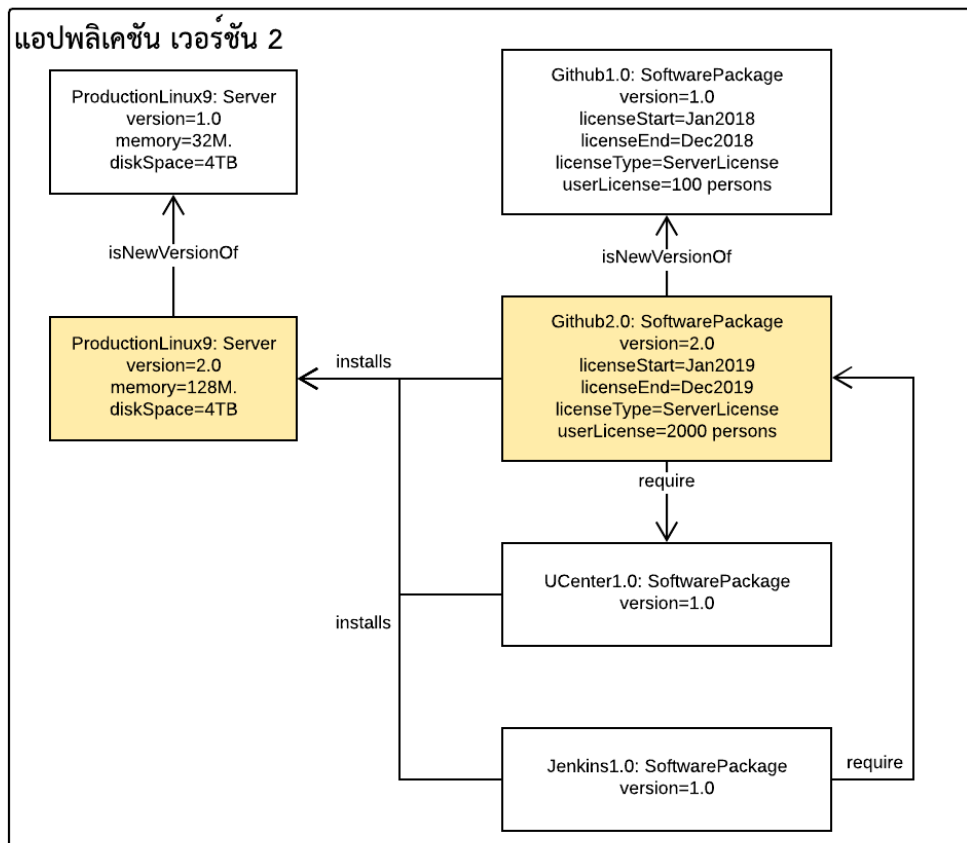 แอปพลิเคชัน เวอร์ชัน 2
ProductionLinux9: Server
version=1.0
memory=32M.
diskSpace=4TB
Github1.0: SoftwarePackage
version=1.0
licenseStart=Jan2018
licenseEnd=Dec2018
licenseType=ServerLicense
userLicense=100 persons
isNewVersionOf
isNewVersionOf
ProductionLinux9: Server
version=2.0
memory=128M.
diskSpace=4TB
installs
Github2.0: SoftwarePackage
version=2.0
licenseStart=Jan2019
licenseEnd=Dec2019
licenseType=ServerLicense
userLicense=2000 persons
require
UCenter1.0: SoftwarePackage
version=1.0
installs
Jenkins1.0: SoftwarePackage
version=1.0
require